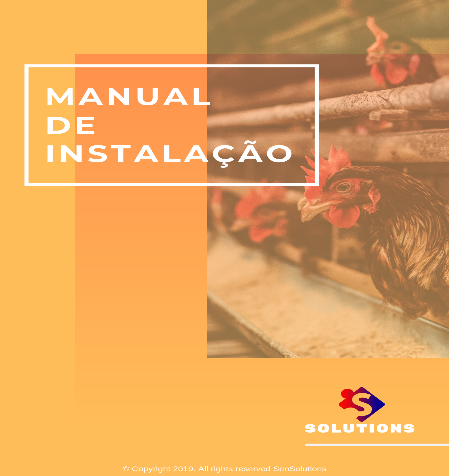 MANUAL
DE
INSTALAÇÃO
S
SOLUTIONS
© Copyright 2019. All rights reserved SimSolutions